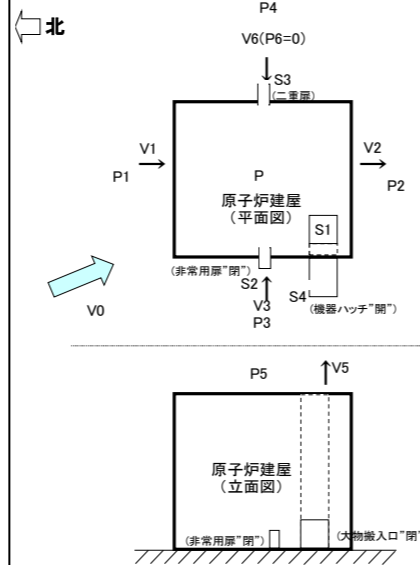 北
P4
V6(P6=0)
S3
(二重扉)
V1
V2
P1
P
P2
原子炉建屋
(平面図)
S1
(非常用扉"閉")
S2
S4
(機器ハッチ"開")
V0
V3
P3
P5
V5
原子炉建屋
(立面図)
(非常用扉"閉")
(大物搬入口"閉"